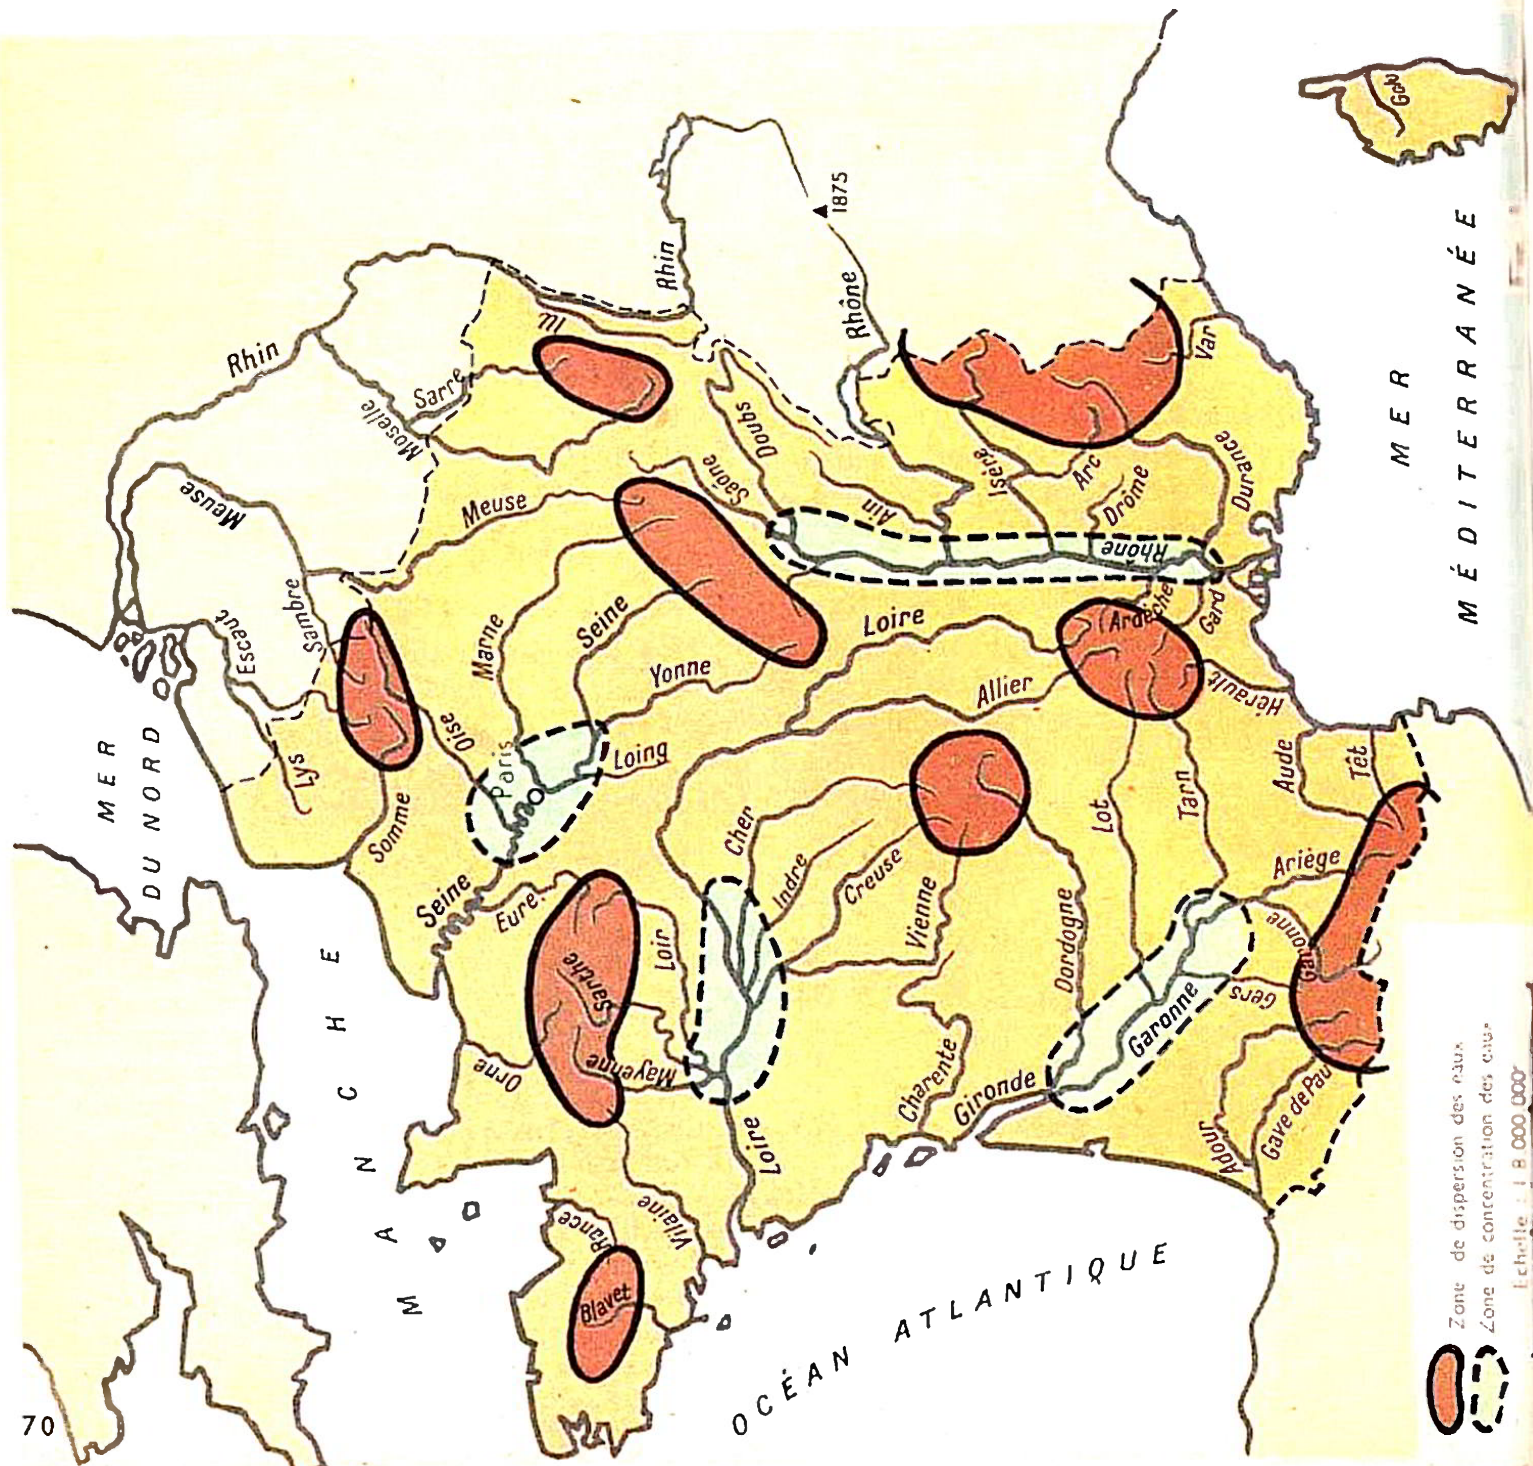 MER
DU NORD
MANCHE
OCÉAN ATLANTIQUE
MER
MÉDITERRANÉE
Rhin
Rhin
Rhône
1875
Golo
Ill
Sarre
Moselle
Meuse
Meuse
Sambre
Escaut
Lys
Somme
Oise
Marne
Seine
Yonne
Loing
Paris
Seine
Eure
Orne
Sarthe
Mayenne
Loir
Loire
Loire
Cher
Indre
Creuse
Vienne
Allier
Rance
Vilaine
Blavet
Charente
Gironde
Dordogne
Garonne
Garonne
Lot
Tarn
Ariège
Gers
Adour
Gave de Pau
Aude
Têt
Hérault
Gard
Ardèche
Rhône
Durance
Drôme
Arc
Isère
Ain
Saône
Doubs
Var
Zone de dispersion des eaux
Zone de concentration des eaux
Echelle : 1 8 000 000
70